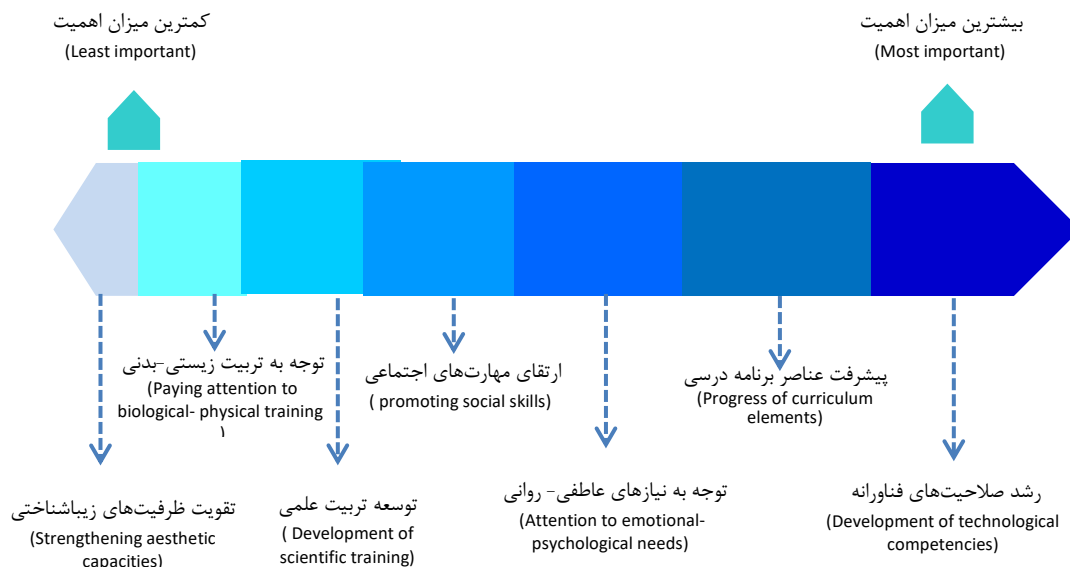 کمترین میزان اهمیت
(Least important)
بیشترین میزان اهمیت
(Most important)
توجه به تربیت زیستی-بدنی
(Paying attention to
biological- physical training
(
ارتقای مهارت‌های اجتماعی
( promoting social skills)
پیشرفت عناصر برنامه درسی
(Progress of curriculum
elements)
تقویت ظرفیت‌های زیباشناختی
(Strengthening aesthetic
capacities)
توسعه تربیت علمی
( Development of
scientific training)
توجه به نیازهای عاطفی- روانی
(Attention to emotional-
psychological needs)
رشد صلاحیت‌های فناورانه
(Development of technological
competencies)